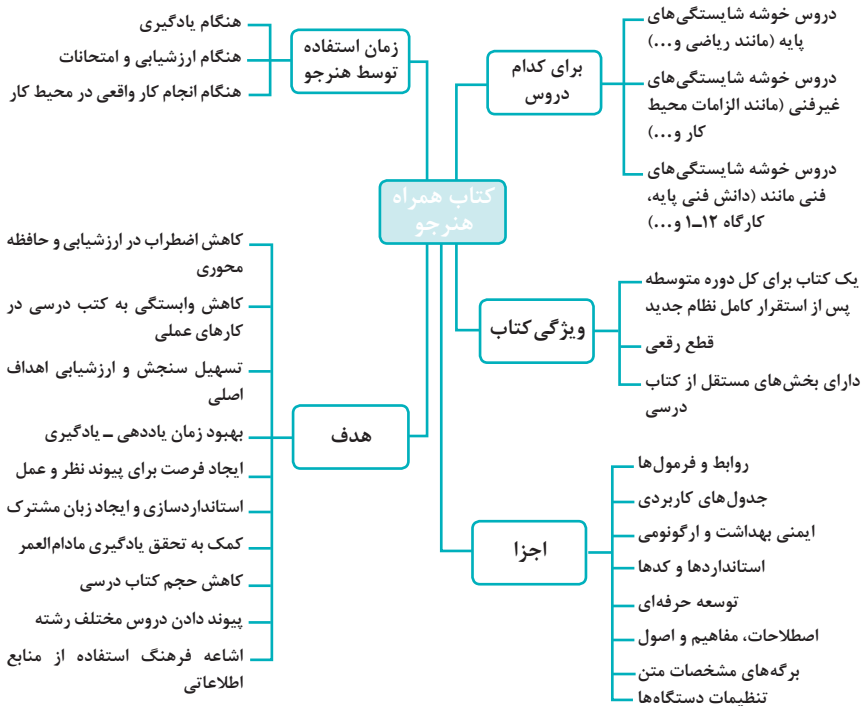 کتاب همراه
هنرجو
برای کدام
دروس
دروس خوشه شایستگی‌های
پایه (مانند ریاضی و...)
دروس خوشه شایستگی‌های
غیرفنی (مانند الزامات محیط
کار و...)
دروس خوشه شایستگی‌های
فنی مانند (دانش فنی پایه،
کارگاه ۱۲ــ۱ و...)
ویژگی کتاب
یک کتاب برای کل دوره متوسطه
پس از استقرار کامل نظام جدید
قطع رقعی
دارای بخش‌های مستقل از کتاب
درسی
اجزا
روابط و فرمول‌ها
جدول‌های کاربردی
ایمنی بهداشت و ارگونومی
استانداردها و کدها
توسعه حرفه‌ای
اصطلاحات، مفاهیم و اصول
برگه‌های مشخصات متن
تنظیمات دستگاه‌ها
زمان استفاده
توسط هنرجو
هنگام یادگیری
هنگام ارزشیابی و امتحانات
هنگام انجام کار واقعی در محیط کار
هدف
کاهش اضطراب در ارزشیابی و حافظه
محوری
کاهش وابستگی به کتب درسی در
کارهای عملی
تسهیل سنجش و ارزشیابی اهداف
اصلی
بهبود زمان یاددهی ــ یادگیری
ایجاد فرصت برای پیوند نظر و عمل
استانداردسازی و ایجاد زبان مشترک
کمک به تحقق یادگیری مادام‌العمر
کاهش حجم کتاب درسی
پیوند دادن دروس مختلف رشته
اشاعه فرهنگ استفاده از منابع
اطلاعاتی